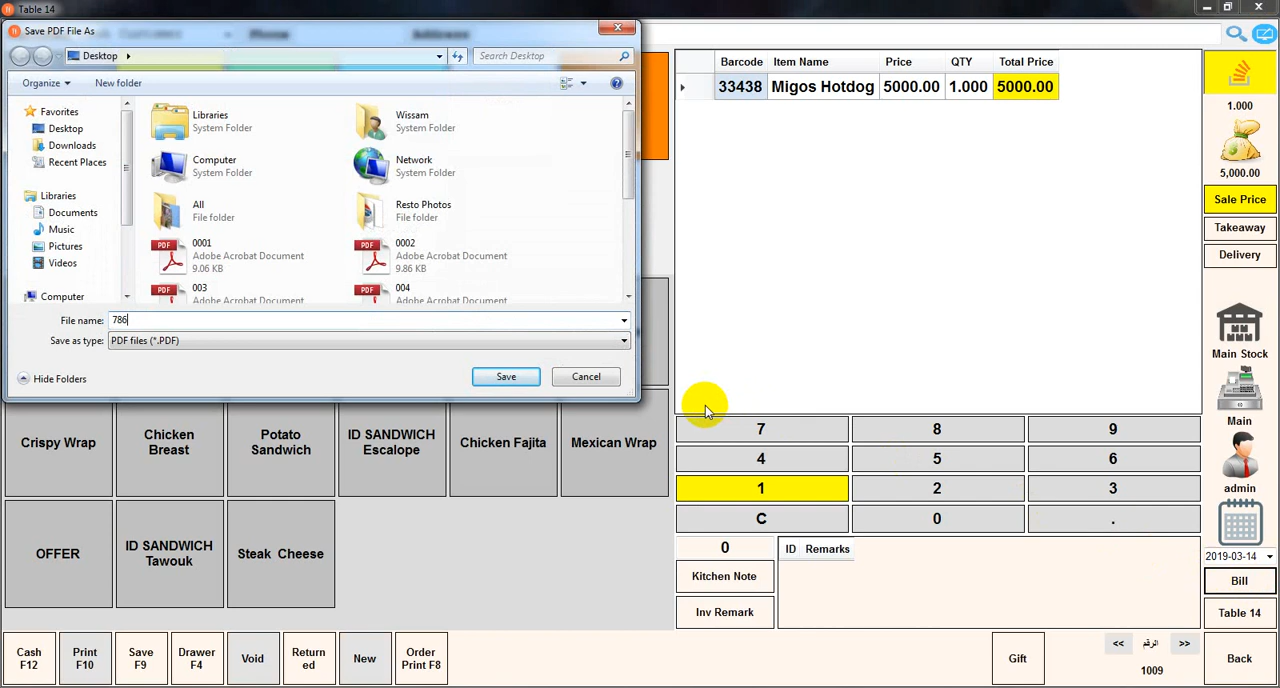 Table 14
Save PDF File As
Desktop
Search Desktop
Organize
New folder
Favorites
Desktop
Downloads
Recent Places
Libraries
Documents
Music
Pictures
Videos
Computer
Libraries
System Folder
Wissam
System Folder
Computer
System Folder
Network
System Folder
All
File folder
Resto Photos
File folder
PDF
0001
Adobe Acrobat Document
9.06 KB
PDF
0002
Adobe Acrobat Document
9.86 KB
PDF
003
Adobe Acrobat Document
PDF
004
Adobe Acrobat Document
File name: 786
Save as type: PDF files (*.PDF)
Hide Folders
Save
Cancel
Crispy Wrap
Chicken Breast
Potato Sandwich
ID SANDWICH Escalope
Chicken Fajita
Mexican Wrap
OFFER
ID SANDWICH Tawouk
Steak Cheese
Barcode Item Name Price QTY Total Price
33438 Migos Hotdog 5000.00 1.000 5000.00
7 8 9
4 5 6
1 2 3
C 0 .
0
Kitchen Note
Inv Remark
ID Remarks
1.000
5,000.00
Sale Price
Takeaway
Delivery
Main Stock
Main
admin
2019-03-14
Bill
Table 14
Cash F12
Print F10
Save F9
Drawer F4
Void
Return ed
New
Order Print F8
Gift
<< الرقم >>
1009
Back